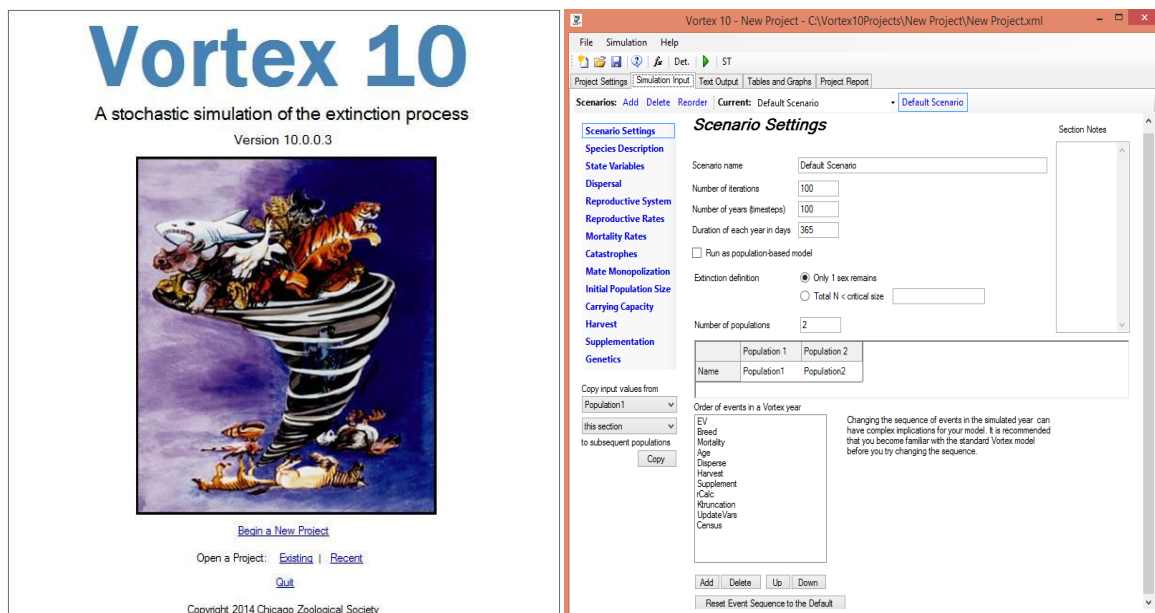 Vortex 10
A stochastic simulation of the extinction process
Version 10.0.0.3
Begin a New Project
Open a Project: Existing | Recent
Quit
Copyright 2014 Chicago Zoological Society
Vortex 10 - New Project - C:\Vortex10Projects\New Project\New Project.xml
File Simulation Help
fx Det. ST
Project Settings Simulation Input Text Output Tables and Graphs Project Report
Scenarios: Add Delete Reorder Current: Default Scenario Default Scenario
Scenario Settings
Species Description
State Variables
Dispersal
Reproductive System
Reproductive Rates
Mortality Rates
Catastrophes
Mate Monopolization
Initial Population Size
Carrying Capacity
Harvest
Supplementation
Genetics
Copy input values from
Population1
this section
to subsequent populations
Copy
Scenario Settings
Section Notes
Scenario name Default Scenario
Number of iterations 100
Number of years (timesteps) 100
Duration of each year in days 365
Run as population-based model
Extinction definition Only 1 sex remains
Total N < critical size
Number of populations 2
Population 1 Population 2
Name Population1 Population2
Order of events in a Vortex year
EV
Breed
Mortality
Age
Disperse
Harvest
Supplement
rCalc
Ktruncation
UpdateVars
Census
Changing the sequence of events in the simulated year can
have complex implications for your model. It is recommended
that you become familiar with the standard Vortex model
before you try changing the sequence.
Add Delete Up Down
Reset Event Sequence to the Default